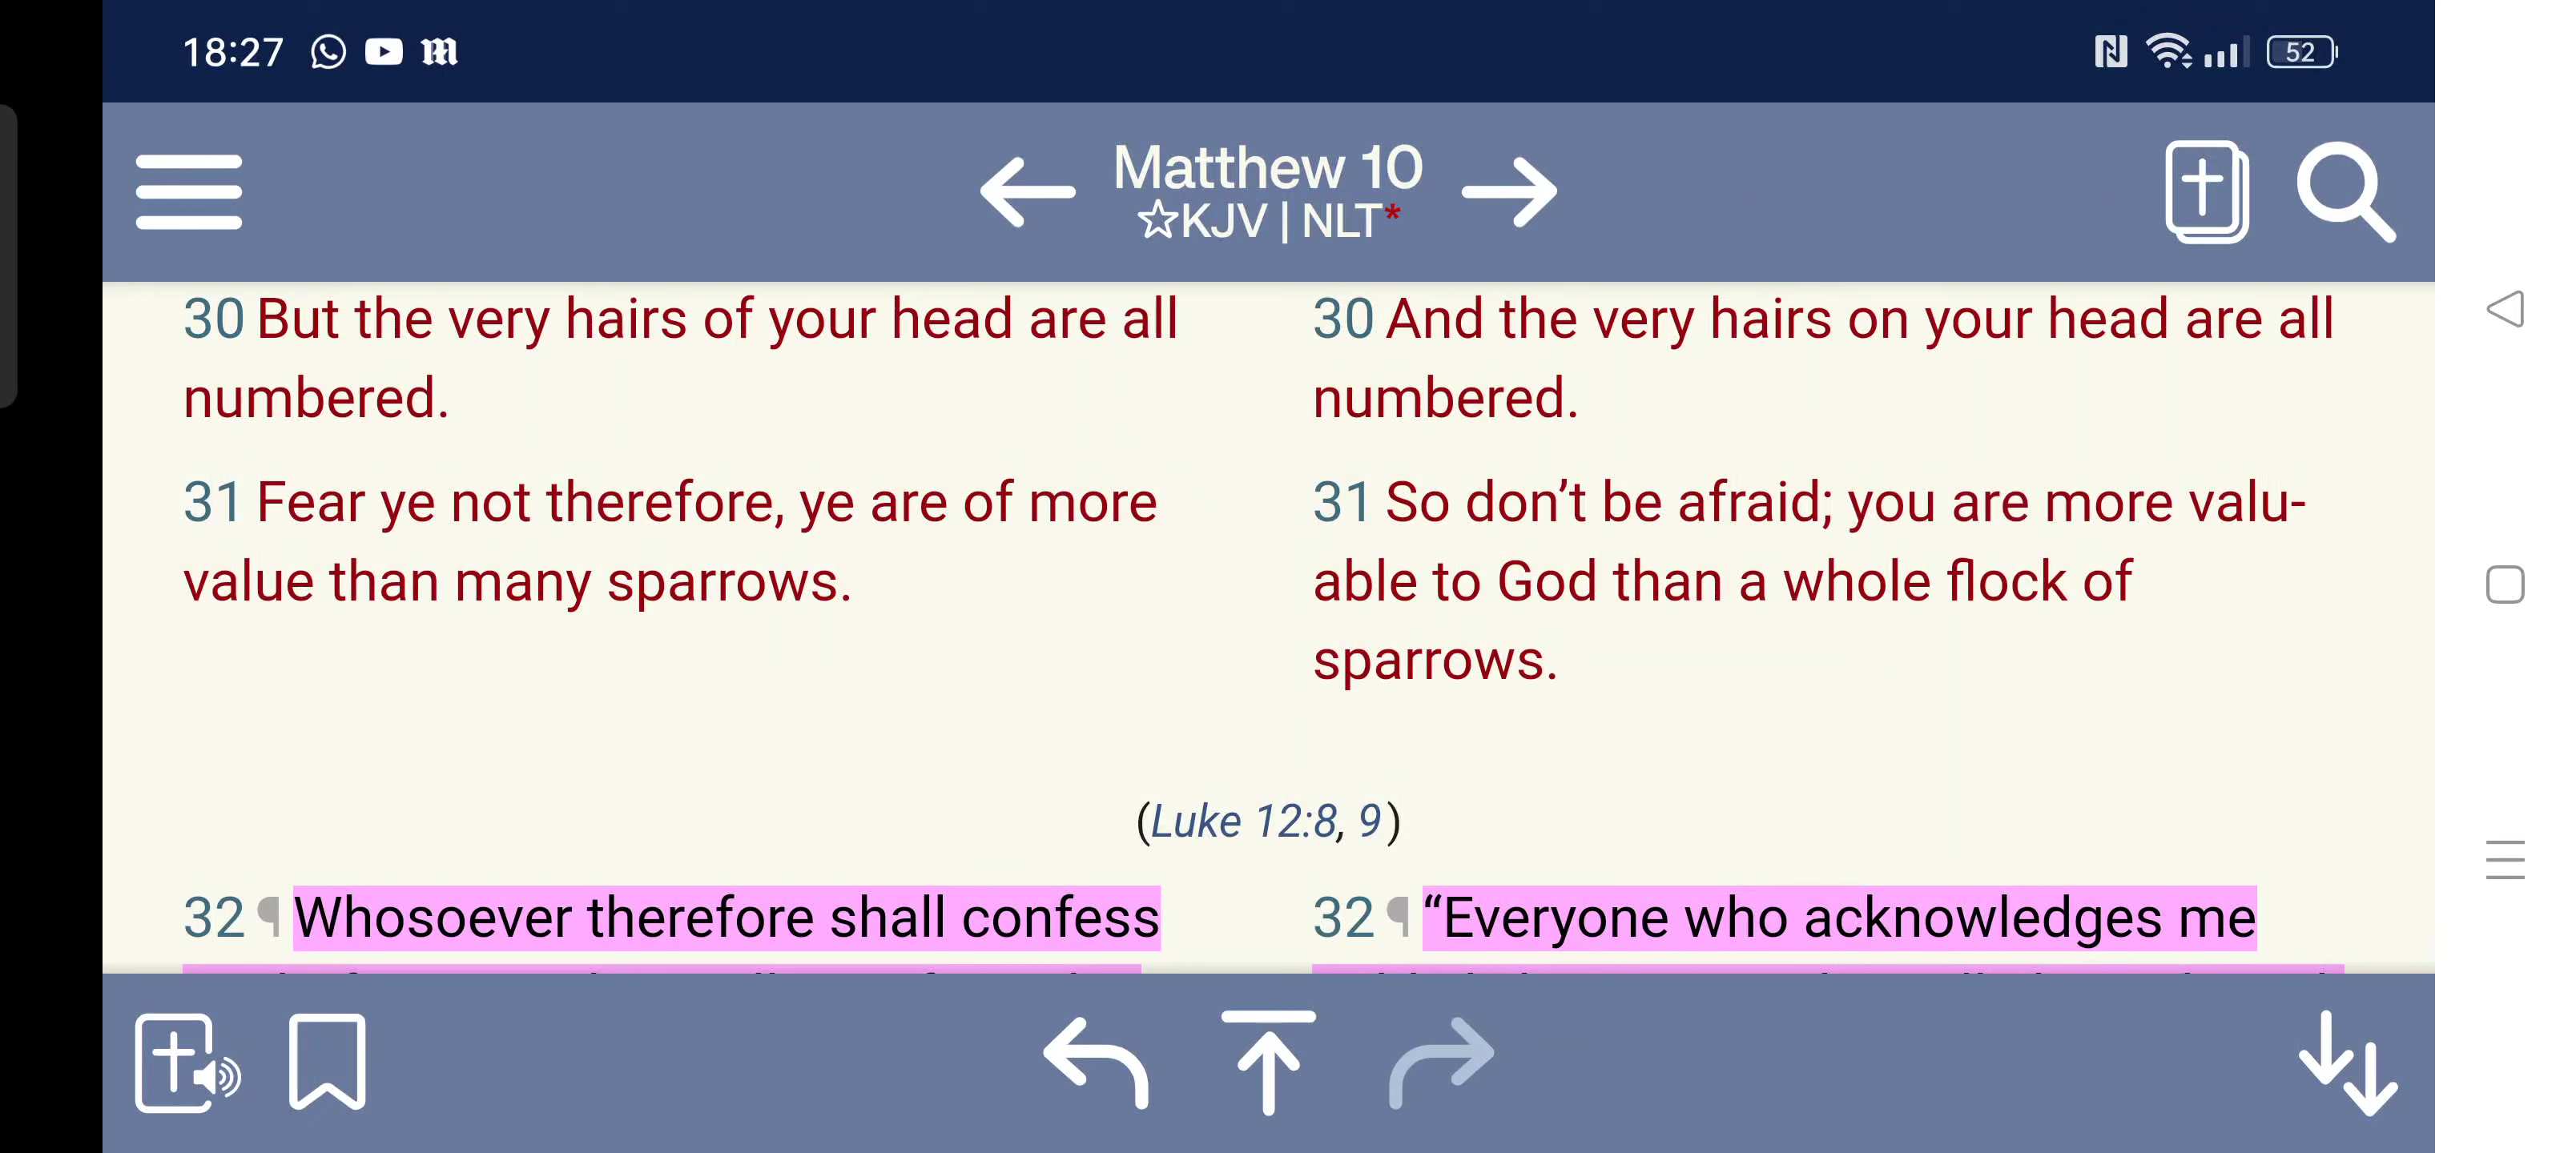 18:27
52
Matthew 10
☆KJV | NLT*
30 But the very hairs of your head are all
numbered.
31 Fear ye not therefore, ye are of more
value than many sparrows.
30 And the very hairs on your head are all
numbered.
31 So don’t be afraid; you are more valu-
able to God than a whole flock of
sparrows.
(Luke 12:8, 9)
32 ¶ Whosoever therefore shall confess
32 ¶ “Everyone who acknowledges me